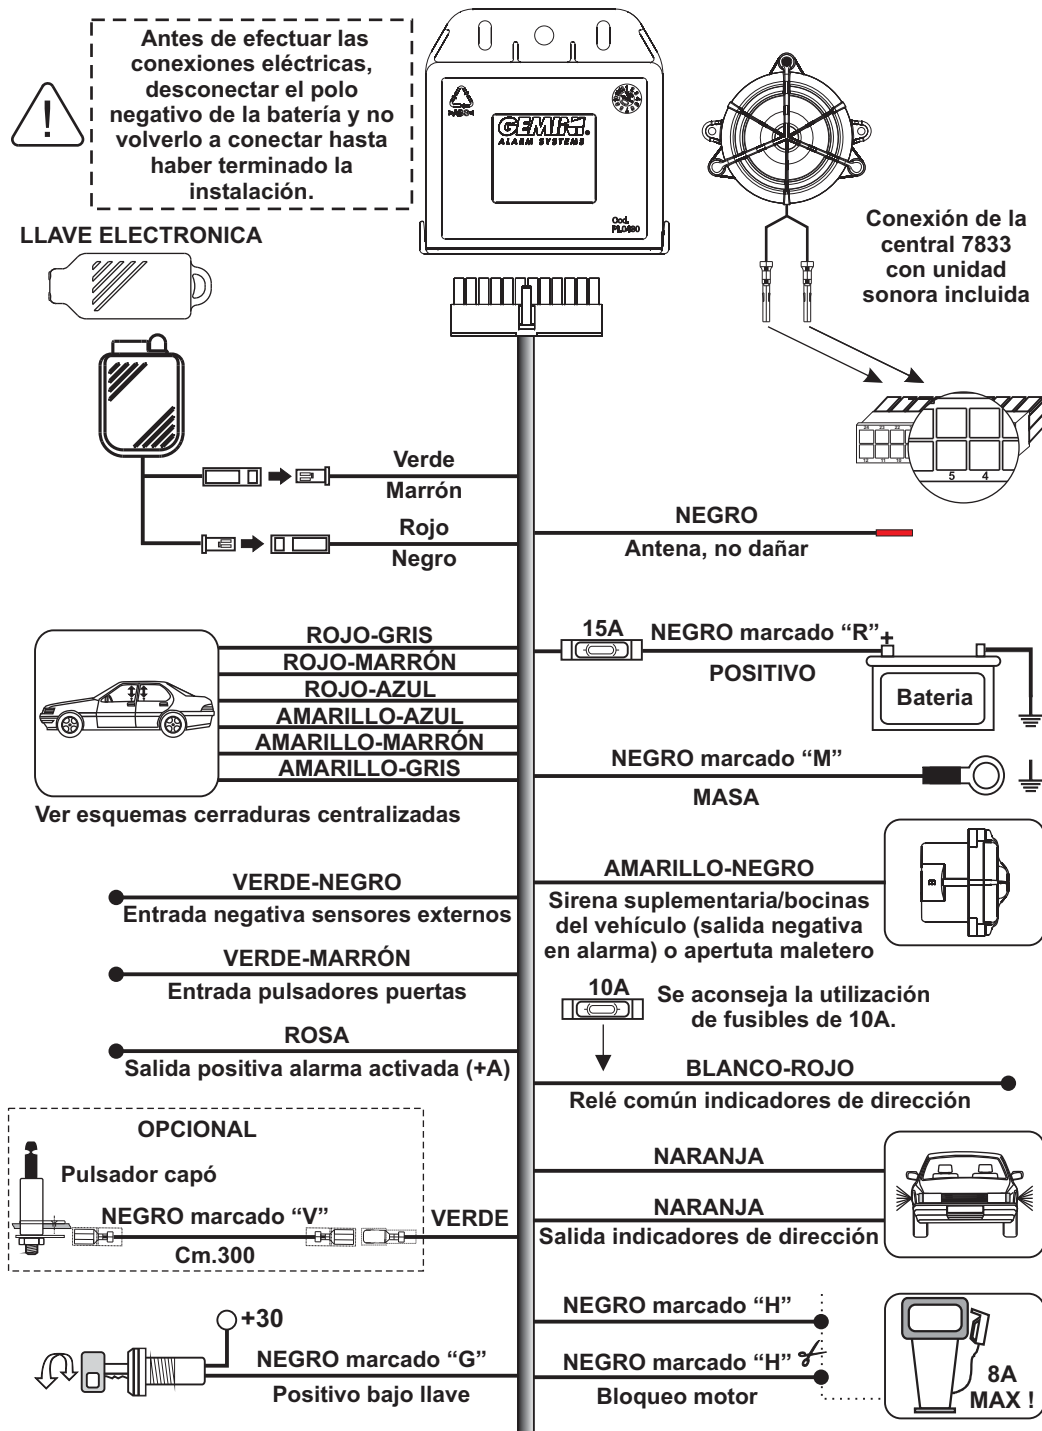 Antes de efectuar las
conexiones eléctricas,
desconectar el polo
negativo de la batería y no
volverlo a conectar hasta
haber terminado la
instalación.
!
GEMINI.
ALARM SYSTEMS
Cod.
Conexión de la
central 7833
con unidad
sonora incluida
LLAVE ELECTRONICA
24 23 22
12 11 10
5 4
Verde
Marrón
Rojo
Negro
NEGRO
Antena, no dañar
ROJO-GRIS
ROJO-MARRÓN
ROJO-AZUL
AMARILLO-AZUL
AMARILLO-MARRÓN
AMARILLO-GRIS
Ver esquemas cerraduras centralizadas
15A
NEGRO marcado “R”
+
POSITIVO
Bateria
NEGRO marcado “M”
MASA
VERDE-NEGRO
Entrada negativa sensores externos
VERDE-MARRÓN
Entrada pulsadores puertas
ROSA
Salida positiva alarma activada (+A)
AMARILLO-NEGRO
Sirena suplementaria/bocinas
del vehículo (salida negativa
en alarma) o apertuta maletero
10A
Se aconseja la utilización
de fusibles de 10A.
BLANCO-ROJO
Relé común indicadores de dirección
OPCIONAL
Pulsador capó
NEGRO marcado “V”
Cm.300
VERDE
NARANJA
NARANJA
Salida indicadores de dirección
+30
NEGRO marcado “G”
Positivo bajo llave
NEGRO marcado “H”
NEGRO marcado “H”
Bloqueo motor
8A
MAX !